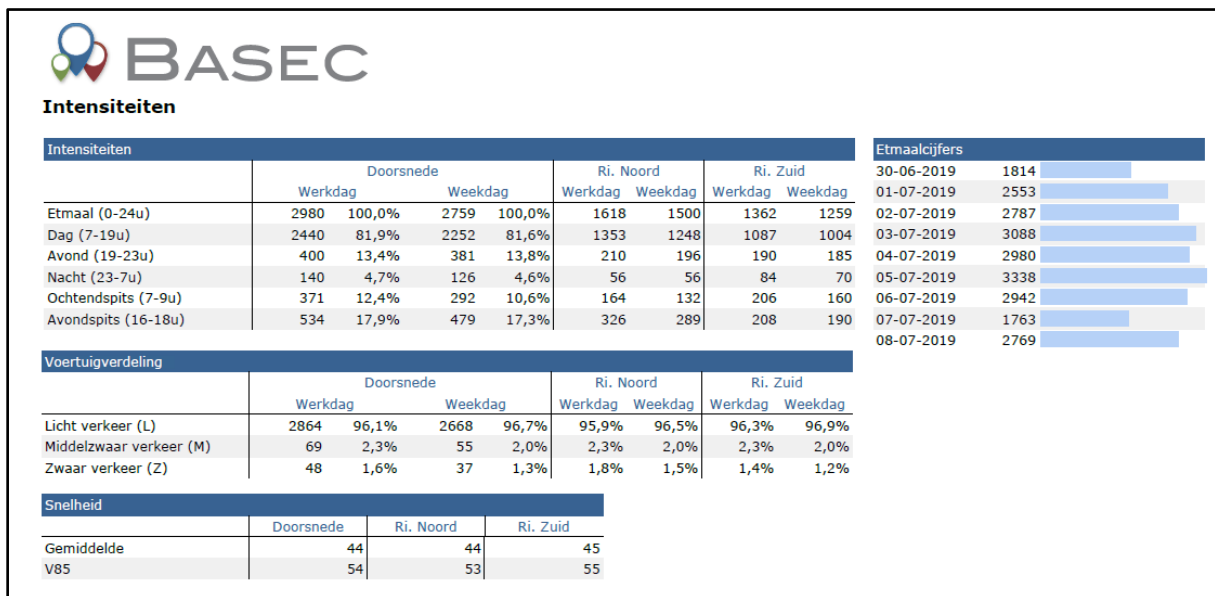 BASEC
Intensiteiten
Intensiteiten
Doorsnede Ri. Noord Ri. Zuid
Werkdag Weekdag Werkdag Weekdag Werkdag Weekdag
Etmaal (0-24u) 2980 100,0% 2759 100,0% 1618 1500 1362 1259
Dag (7-19u) 2440 81,9% 2252 81,6% 1353 1248 1087 1004
Avond (19-23u) 400 13,4% 381 13,8% 210 196 190 185
Nacht (23-7u) 140 4,7% 126 4,6% 56 56 84 70
Ochtendspits (7-9u) 371 12,4% 292 10,6% 164 132 206 160
Avondspits (16-18u) 534 17,9% 479 17,3% 326 289 208 190
Etmaalcijfers
30-06-2019 1814
01-07-2019 2553
02-07-2019 2787
03-07-2019 3088
04-07-2019 2980
05-07-2019 3338
06-07-2019 2942
07-07-2019 1763
08-07-2019 2769
Voertuigverdeling
Doorsnede Ri. Noord Ri. Zuid
Werkdag Weekdag Werkdag Weekdag Werkdag Weekdag
Licht verkeer (L) 2864 96,1% 2668 96,7% 95,9% 96,5% 96,3% 96,9%
Middelzwaar verkeer (M) 69 2,3% 55 2,0% 2,3% 2,0% 2,3% 2,0%
Zwaar verkeer (Z) 48 1,6% 37 1,3% 1,8% 1,5% 1,4% 1,2%
Snelheid
Doorsnede Ri. Noord Ri. Zuid
Gemiddelde 44 44 45
V85 54 53 55